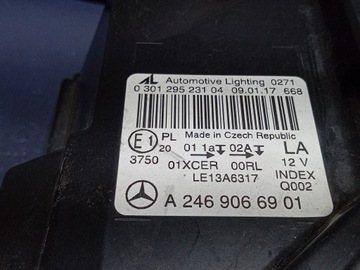 AL Automotive Lighting 0271
0 301 295 231 04 09.01.17 668
E1 PL Made in Czech Republic
20 01 1a 02A LA
3750 01XCER 00RL 12 V
LE13A6317 INDEX
Q002
A 246 906 69 01